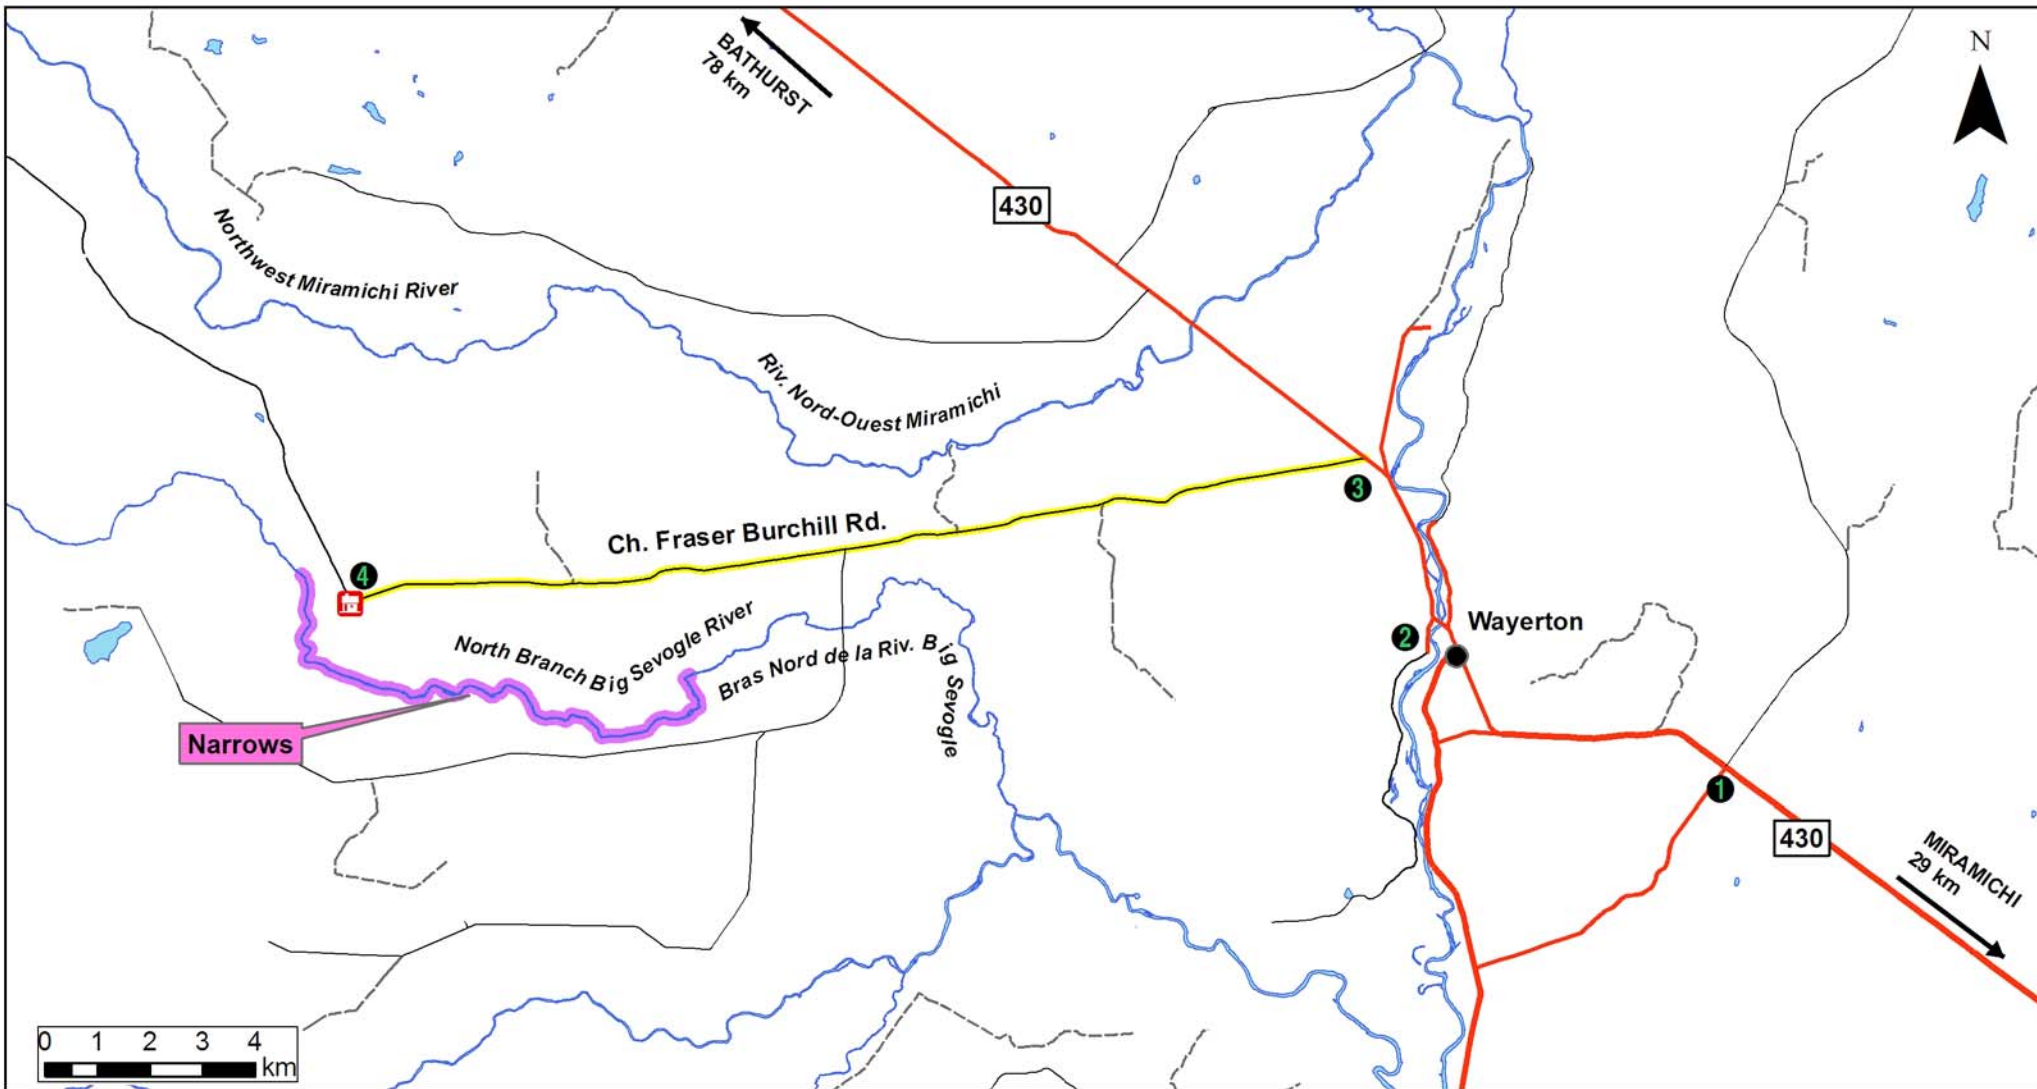 N
BATHURST
78 km
430
Northwest Miramichi River
Riv. Nord-Ouest Miramichi
3
Ch. Fraser Burchill Rd.
4
2
Wayerton
North Branch Big Sevogle River
Bras Nord de la Riv. Big Sevogle
Narrows
1
430
MIRAMICHI
29 km
0 1 2 3 4
km